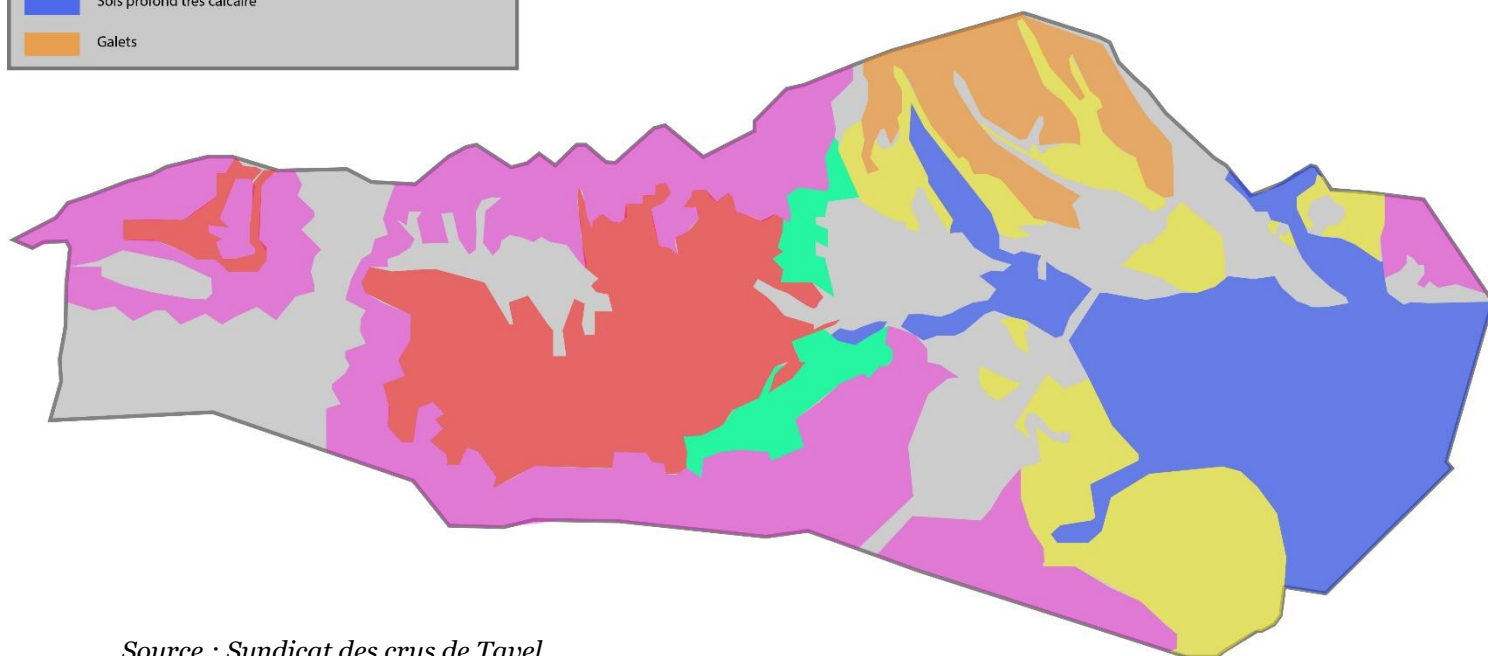 Sols profond très calcaire
Galets
Source : Syndicat des crus de Tavel